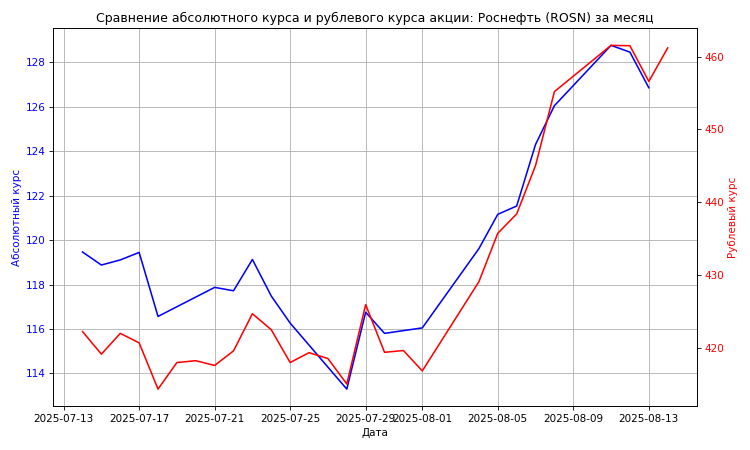 Сравнение абсолютного курса и рублевого курса акции: Роснефть (ROSN) за месяц
Абсолютный курс
128
126
124
122
120
118
116
114
460
450
440
430
420
Рублевый курс
2025-07-13 2025-07-17 2025-07-21 2025-07-25 2025-07-29 2025-08-01 2025-08-05 2025-08-09 2025-08-13
Дата